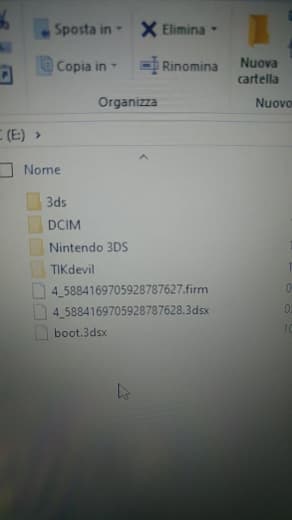 Sposta in
Elimina
Copia in
Rinomina
Nuova
cartella
Organizza
Nuovo
(E:)
Nome
3ds
DCIM
Nintendo 3DS
TIKdevil
4_5884169705928787627.firm
4_5884169705928787628.3dsx
boot.3dsx